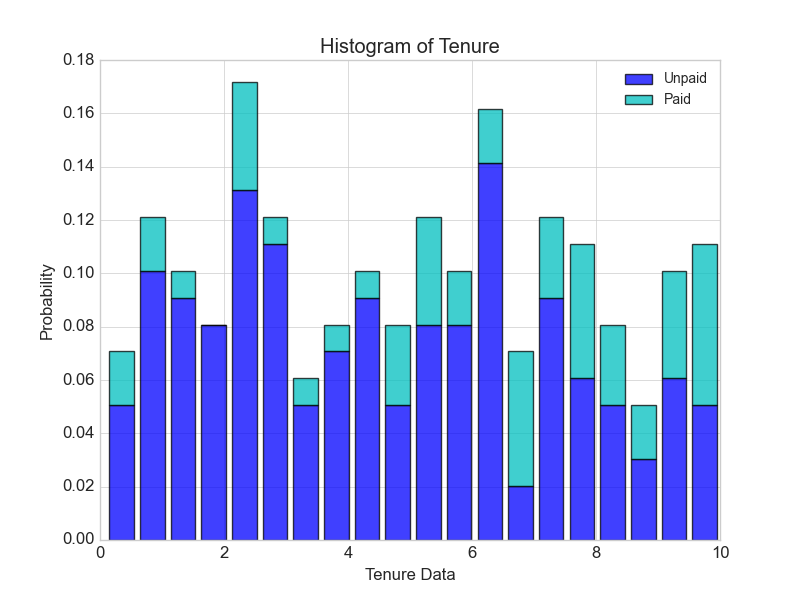 Histogram of Tenure
Unpaid
Paid
Probability
0.18
0.16
0.14
0.12
0.10
0.08
0.06
0.04
0.02
0.00
0 2 4 6 8 10
Tenure Data